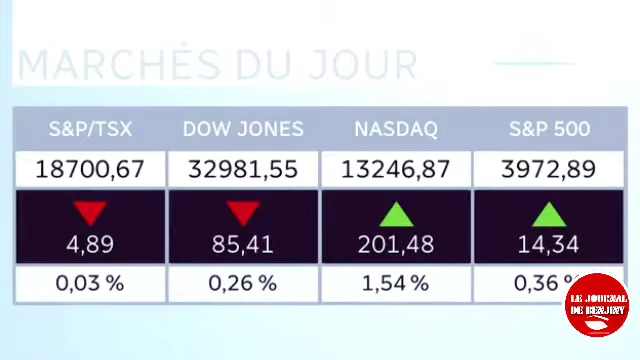 MARCHÉS DU JOUR
S&P/TSX DOW JONES NASDAQ S&P 500
18700,67 32981,55 13246,87 3972,89
4,89 85,41 201,48 14,34
0,03 % 0,26 % 1,54 % 0,36 %
LE JOURNAL
DE BENJINY